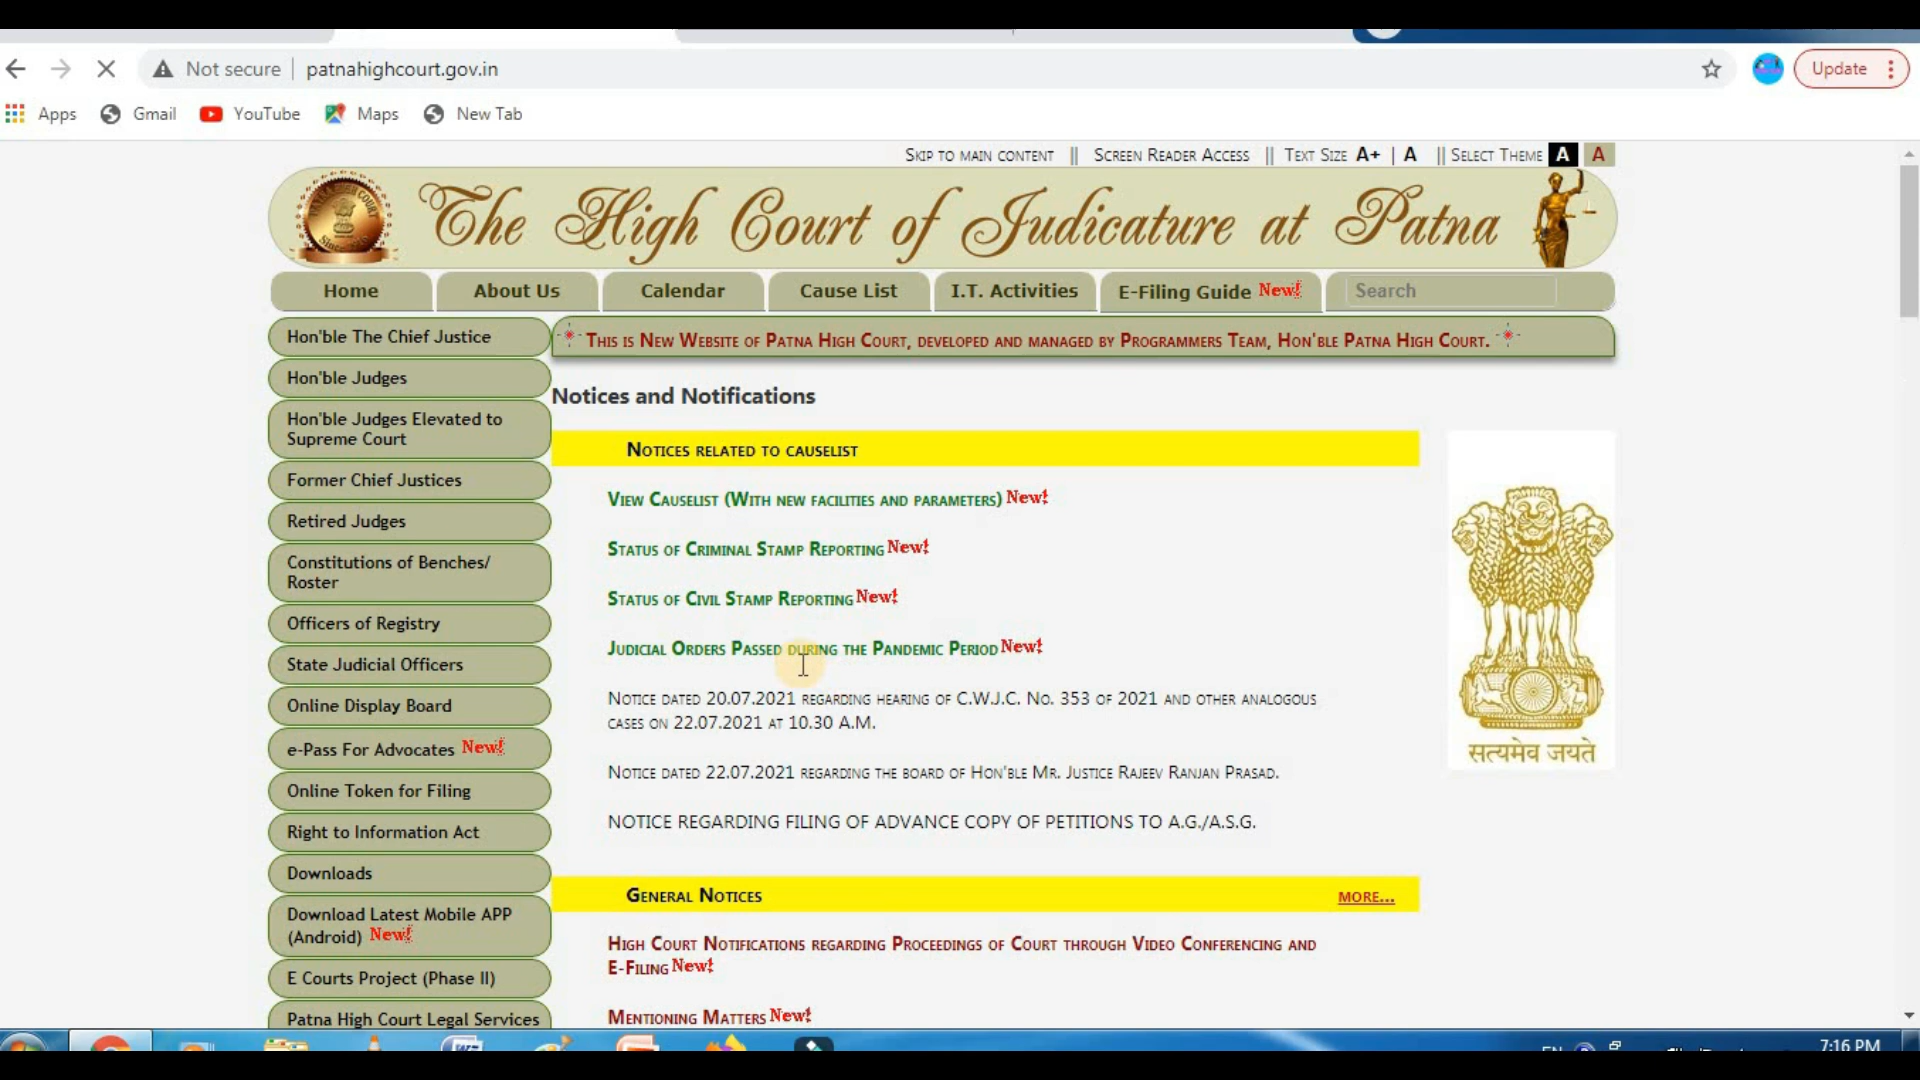 Not secure patnahighcourt.gov.in Update
Apps Gmail YouTube Maps New Tab
Skip to main content || Screen Reader Access || Text Size A+ | A || Select Theme A A
The High Court of Judicature at Patna
Home About Us Calendar Cause List I.T. Activities E-Filing Guide New! Search
Hon'ble The Chief Justice
Hon'ble Judges
Hon'ble Judges Elevated to
Supreme Court
Former Chief Justices
Retired Judges
Constitutions of Benches/
Roster
Officers of Registry
State Judicial Officers
Online Display Board
e-Pass For Advocates New!
Online Token for Filing
Right to Information Act
Downloads
Download Latest Mobile APP
(Android) New!
E Courts Project (Phase II)
Patna High Court Legal Services
This is New Website of Patna High Court, developed and managed by Programmers Team, Hon'ble Patna High Court.
Notices and Notifications
Notices related to causelist
View Causelist (With new facilities and parameters) New!
Status of Criminal Stamp Reporting New!
Status of Civil Stamp Reporting New!
Judicial Orders Passed during the Pandemic Period New!
Notice dated 20.07.2021 regarding hearing of C.W.J.C. No. 353 of 2021 and other analogous
cases on 22.07.2021 at 10.30 A.M.
Notice dated 22.07.2021 regarding the board of Hon'ble Mr. Justice Rajeev Ranjan Prasad.
NOTICE REGARDING FILING OF ADVANCE COPY OF PETITIONS TO A.G./A.S.G.
General Notices MORE...
High Court Notifications regarding Proceedings of Court through Video Conferencing and
E-Filing New!
Mentioning Matters New!
सत्यमेव जयते
7:16 PM